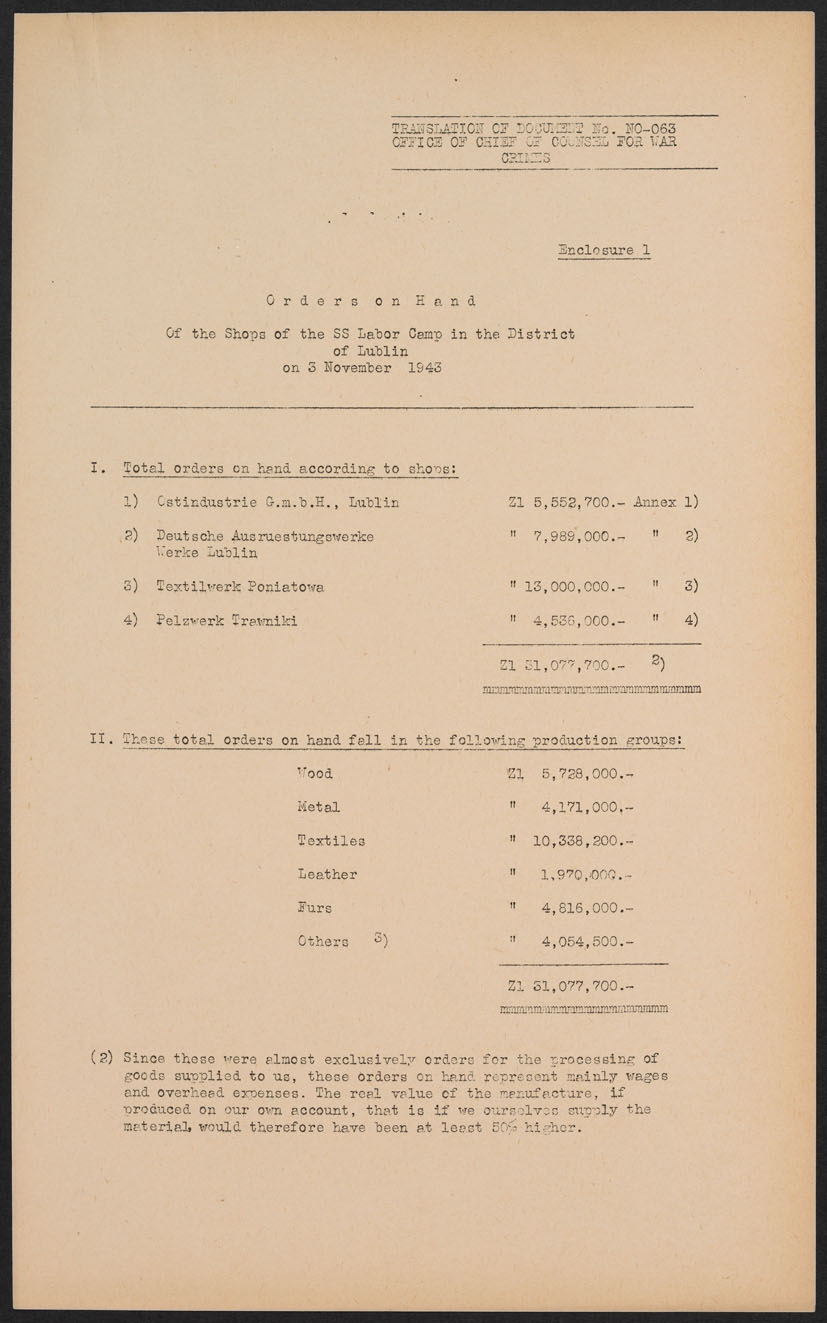 TRANSLATION OF DOCUMENT No. NO-063
OFFICE OF CHIEF OF COUNSEL FOR WAR
CRIMES
Enclosure 1
O r d e r s  o n  H a n d
Of the Shops of the SS Labor Camp in the District
of Lublin
on 3 November 1943
I. Total orders on hand according to shops:
1) Ostindustrie G.m.b.H., Lublin Zl 5,552,700.- Annex 1)
2) Deutsche Ausruestungswerke " 7,989,000.- " 2)
Werke Lublin
3) Textilwerk Poniatowa " 13,000,000.- " 3)
4) Pelzwerk Trawniki " 4,536,000.- " 4)
Zl 31,077,700.- 2)
II. These total orders on hand fall in the following production groups:
Wood Zl 5,728,000.-
Metal " 4,171,000.-
Textiles " 10,338,200.-
Leather " 1,970,000.-
Furs " 4,816,000.-
Others 3) " 4,054,500.-
Zl 31,077,700.-
(2) Since these were almost exclusively orders for the processing of
goods supplied to us, these orders on hand represent mainly wages
and overhead expenses. The real value of the manufacture, if
produced on our own account, that is if we ourselves supply the
material, would therefore have been at least 50% higher.